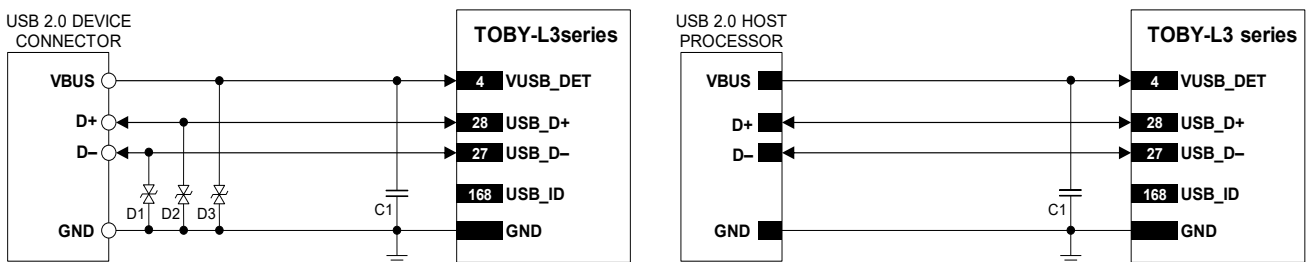 USB 2.0 DEVICE
CONNECTOR
TOBY-L3series
VBUS
4 VUSB_DET
D+
28 USB_D+
D–
27 USB_D–
168 USB_ID
D1 D2 D3
C1
GND
GND
USB 2.0 HOST
PROCESSOR
TOBY-L3 series
VBUS
4 VUSB_DET
D+
28 USB_D+
D–
27 USB_D–
168 USB_ID
C1
GND
GND